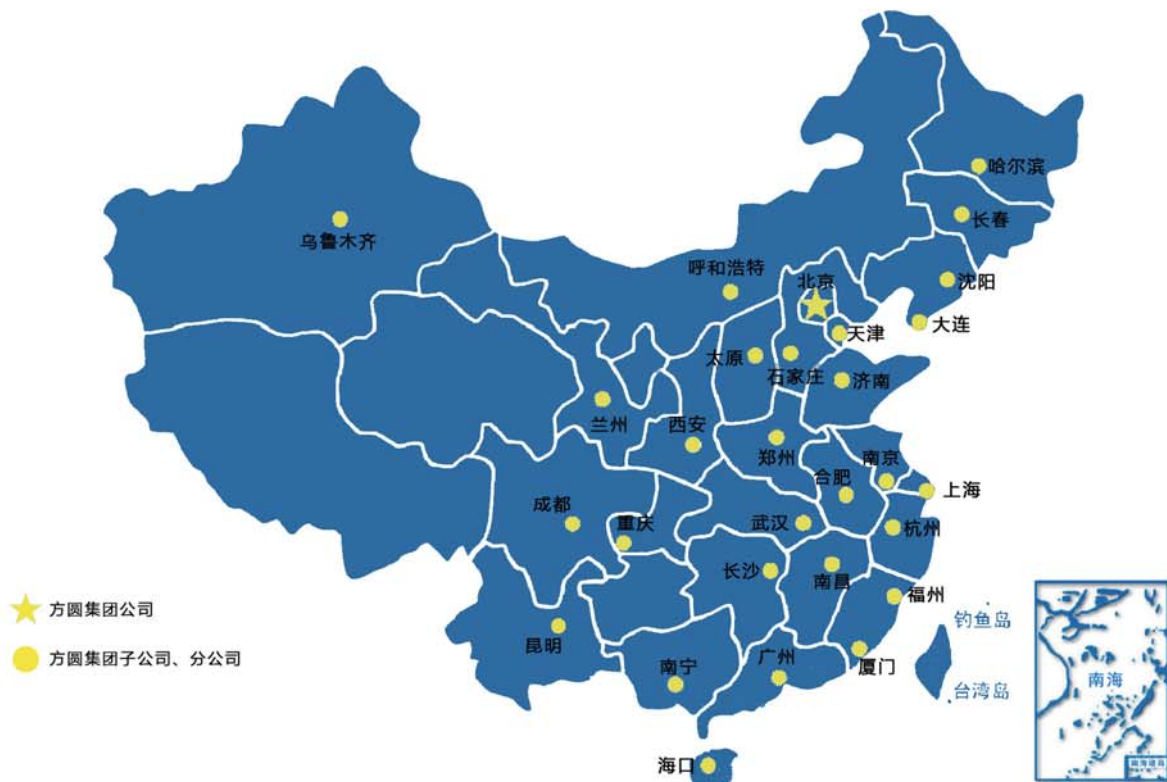 哈尔滨
长春
乌鲁木齐
呼和浩特
北京
沈阳
大连
天津
太原
石家庄
济南
兰州
西安
郑州
南京
合肥
上海
成都
重庆
武汉
杭州
长沙
南昌
福州
方圆集团公司
钓鱼岛
昆明
方圆集团子公司、分公司
南宁
广州
厦门
台湾岛
南海
海口
南海诸岛